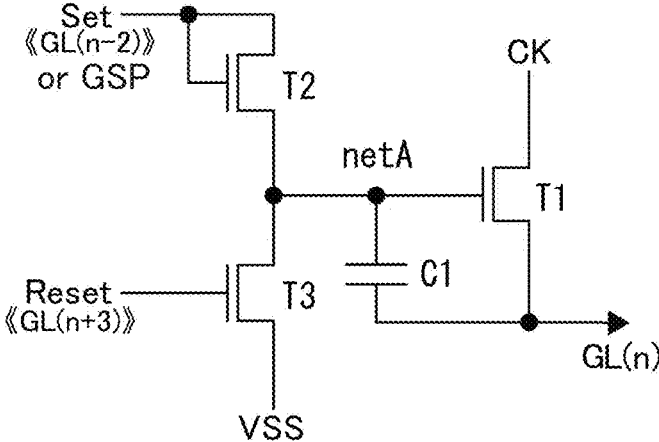 Set
《GL(n-2)》
or GSP
T2
CK
netA
T1
C1
T3
Reset
《GL(n+3)》
GL(n)
VSS